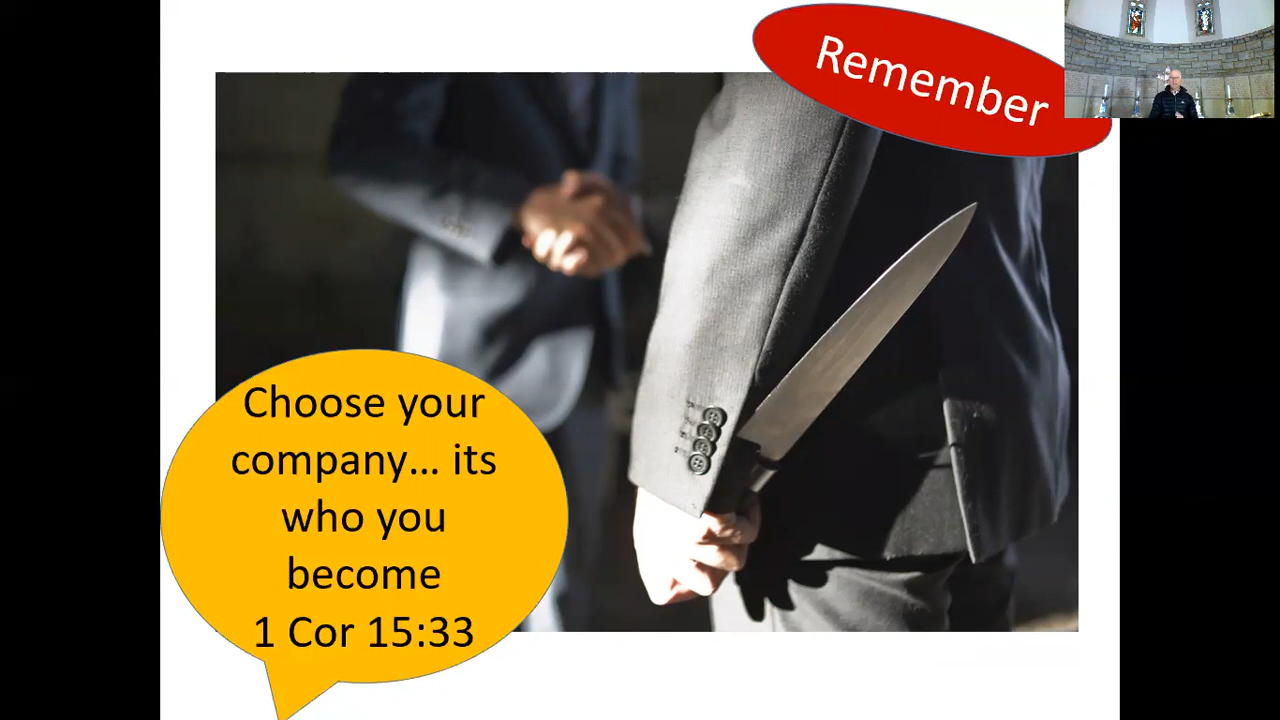 Remember
Choose your
company... its
who you
become
1 Cor 15:33